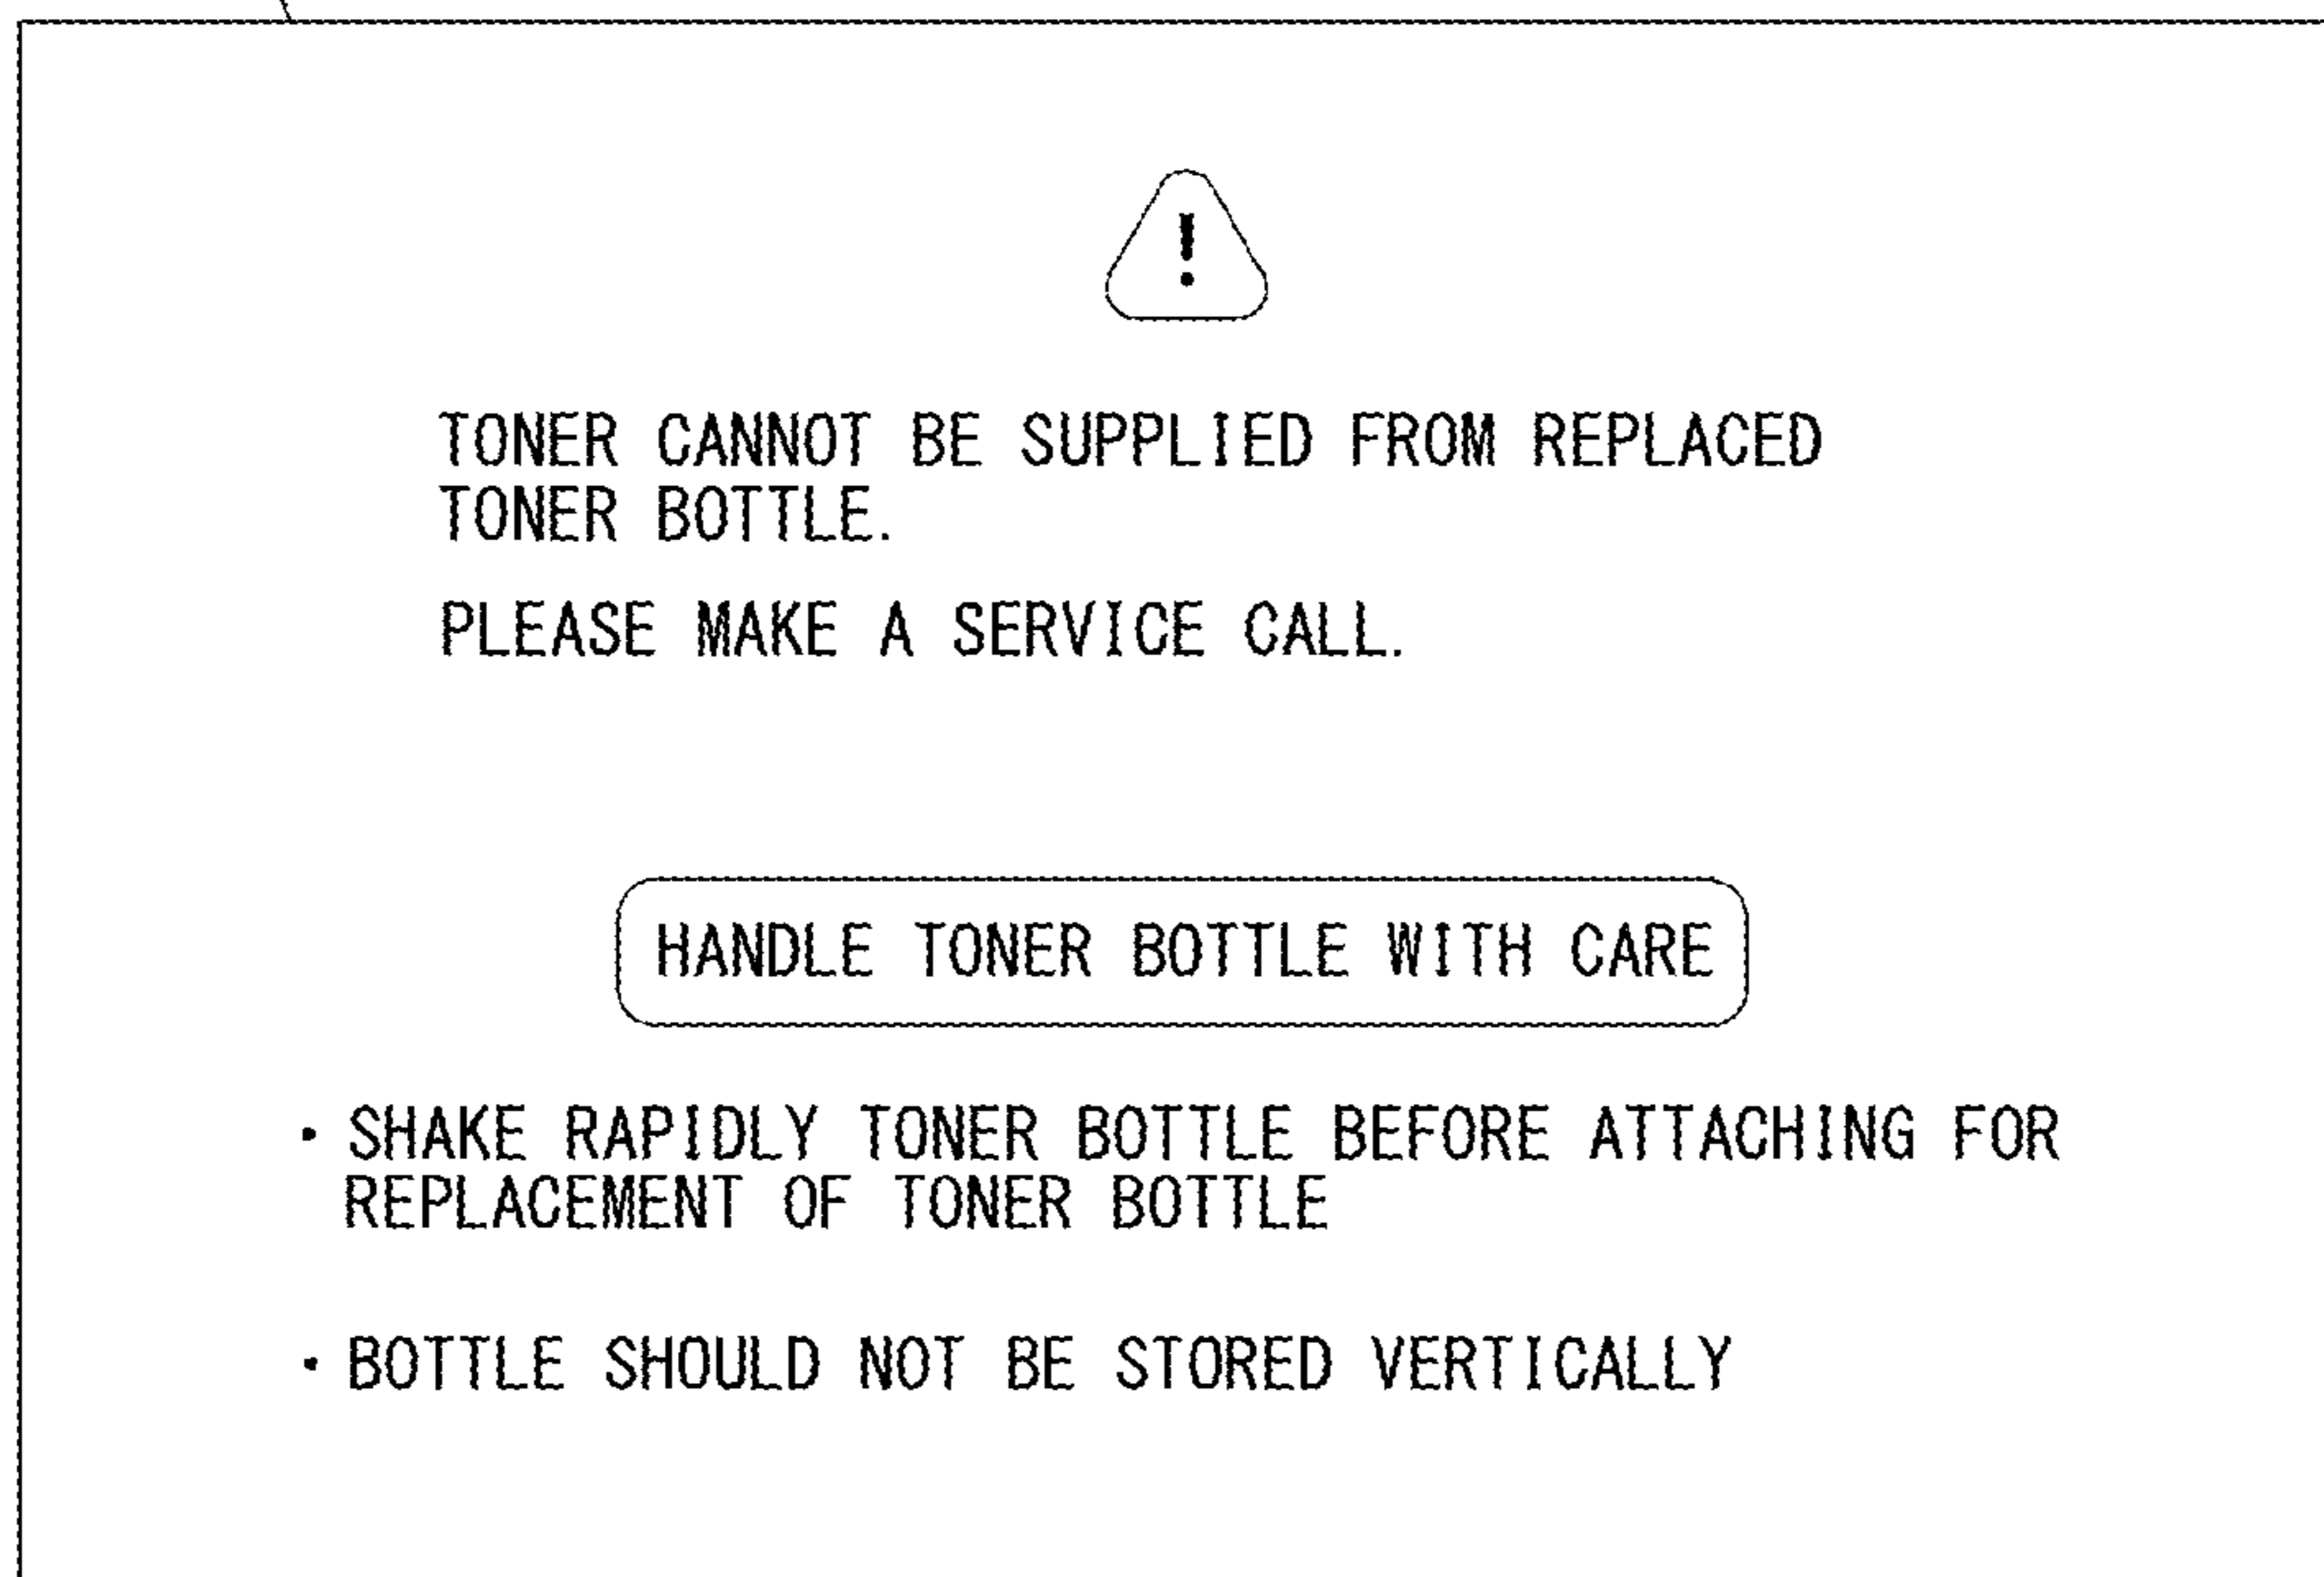 !
TONER CANNOT BE SUPPLIED FROM REPLACED
TONER BOTTLE.
PLEASE MAKE A SERVICE CALL.
HANDLE TONER BOTTLE WITH CARE
・SHAKE RAPIDLY TONER BOTTLE BEFORE ATTACHING FOR
REPLACEMENT OF TONER BOTTLE
・BOTTLE SHOULD NOT BE STORED VERTICALLY